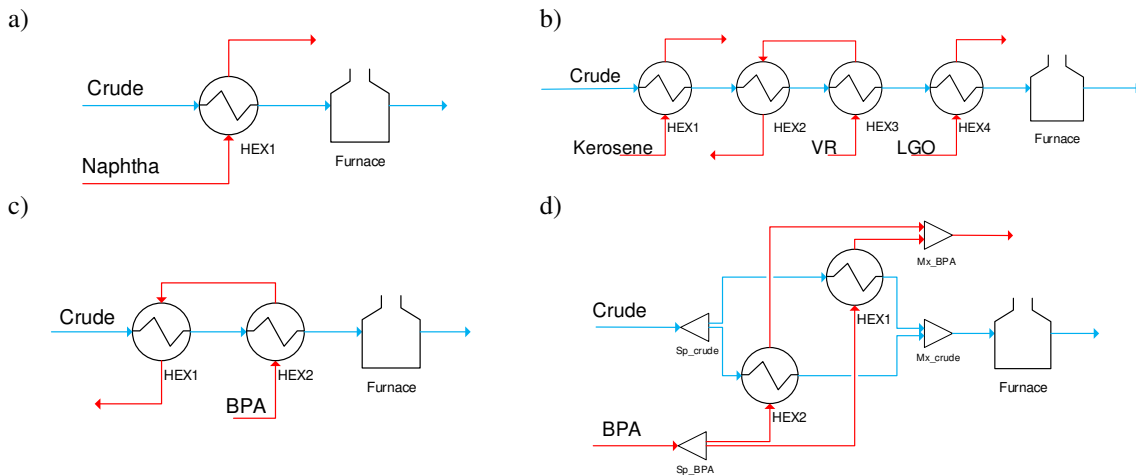 a)
Crude
HEX1
Furnace
Naphtha
b)
Crude
HEX1
HEX2
HEX3
HEX4
Furnace
Kerosene
VR
LGO
c)
Crude
HEX1
HEX2
Furnace
BPA
d)
Mx_BPA
Crude
HEX1
Sp_crude
Mx_crude
Furnace
HEX2
BPA
Sp_BPA